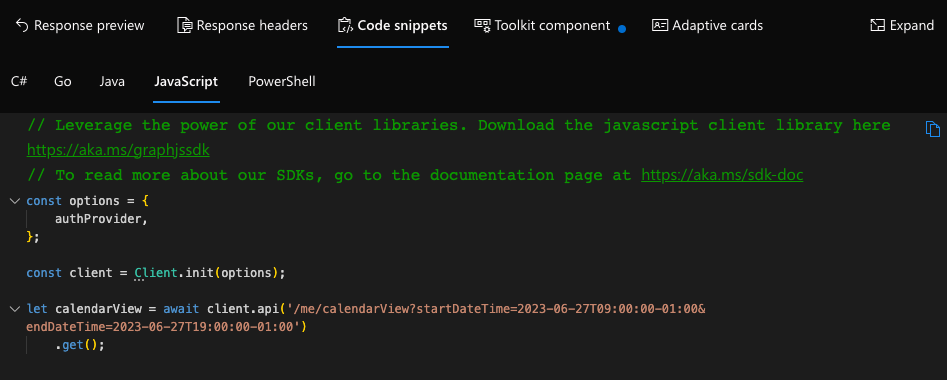 Response preview Response headers Code snippets Toolkit component Adaptive cards Expand
C# Go Java JavaScript PowerShell
// Leverage the power of our client libraries. Download the javascript client library here
https://aka.ms/graphjssdk
// To read more about our SDKs, go to the documentation page at https://aka.ms/sdk-doc
const options = {
    authProvider,
};
const client = Client.init(options);
let calendarView = await client.api('/me/calendarView?startDateTime=2023-06-27T09:00:00-01:00&
endDateTime=2023-06-27T19:00:00-01:00')
    .get();